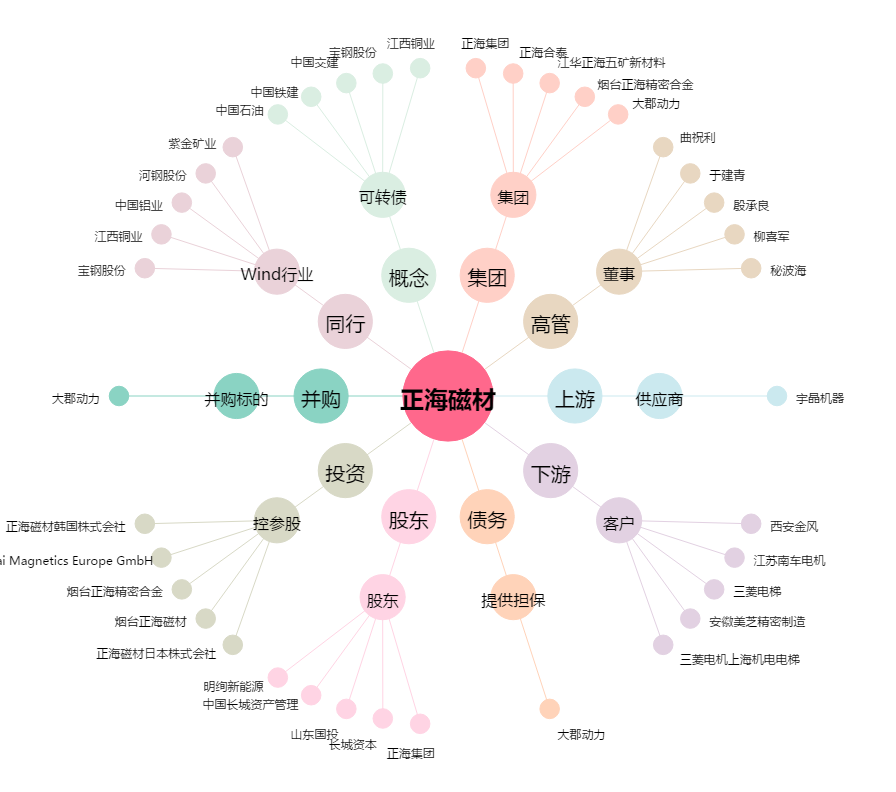 江西铜业
正海集团
宝钢股份
正海合泰
中国交建
江华正海五矿新材料
中国铁建
烟台正海精密合金
中国石油
大郡动力
紫金矿业
曲祝利
河钢股份
于建青
可转债
集团
中国铝业
殷承良
江西铜业
柳喜军
宝钢股份
Wind行业
概念
集团
董事
秘波海
同行
高管
大郡动力
并购标的
并购
正海磁材
上游
供应商
宇晶机器
投资
下游
正海磁材韩国株式会社
控参股
股东
债务
客户
西安金风
ai Magnetics Europe GmbH
江苏南车电机
烟台正海精密合金
股东
提供担保
三菱电梯
烟台正海磁材
安徽美芝精密制造
正海磁材日本株式会社
三菱电机上海机电电梯
明绚新能源
中国长城资产管理
山东国投
大郡动力
长城资本
正海集团